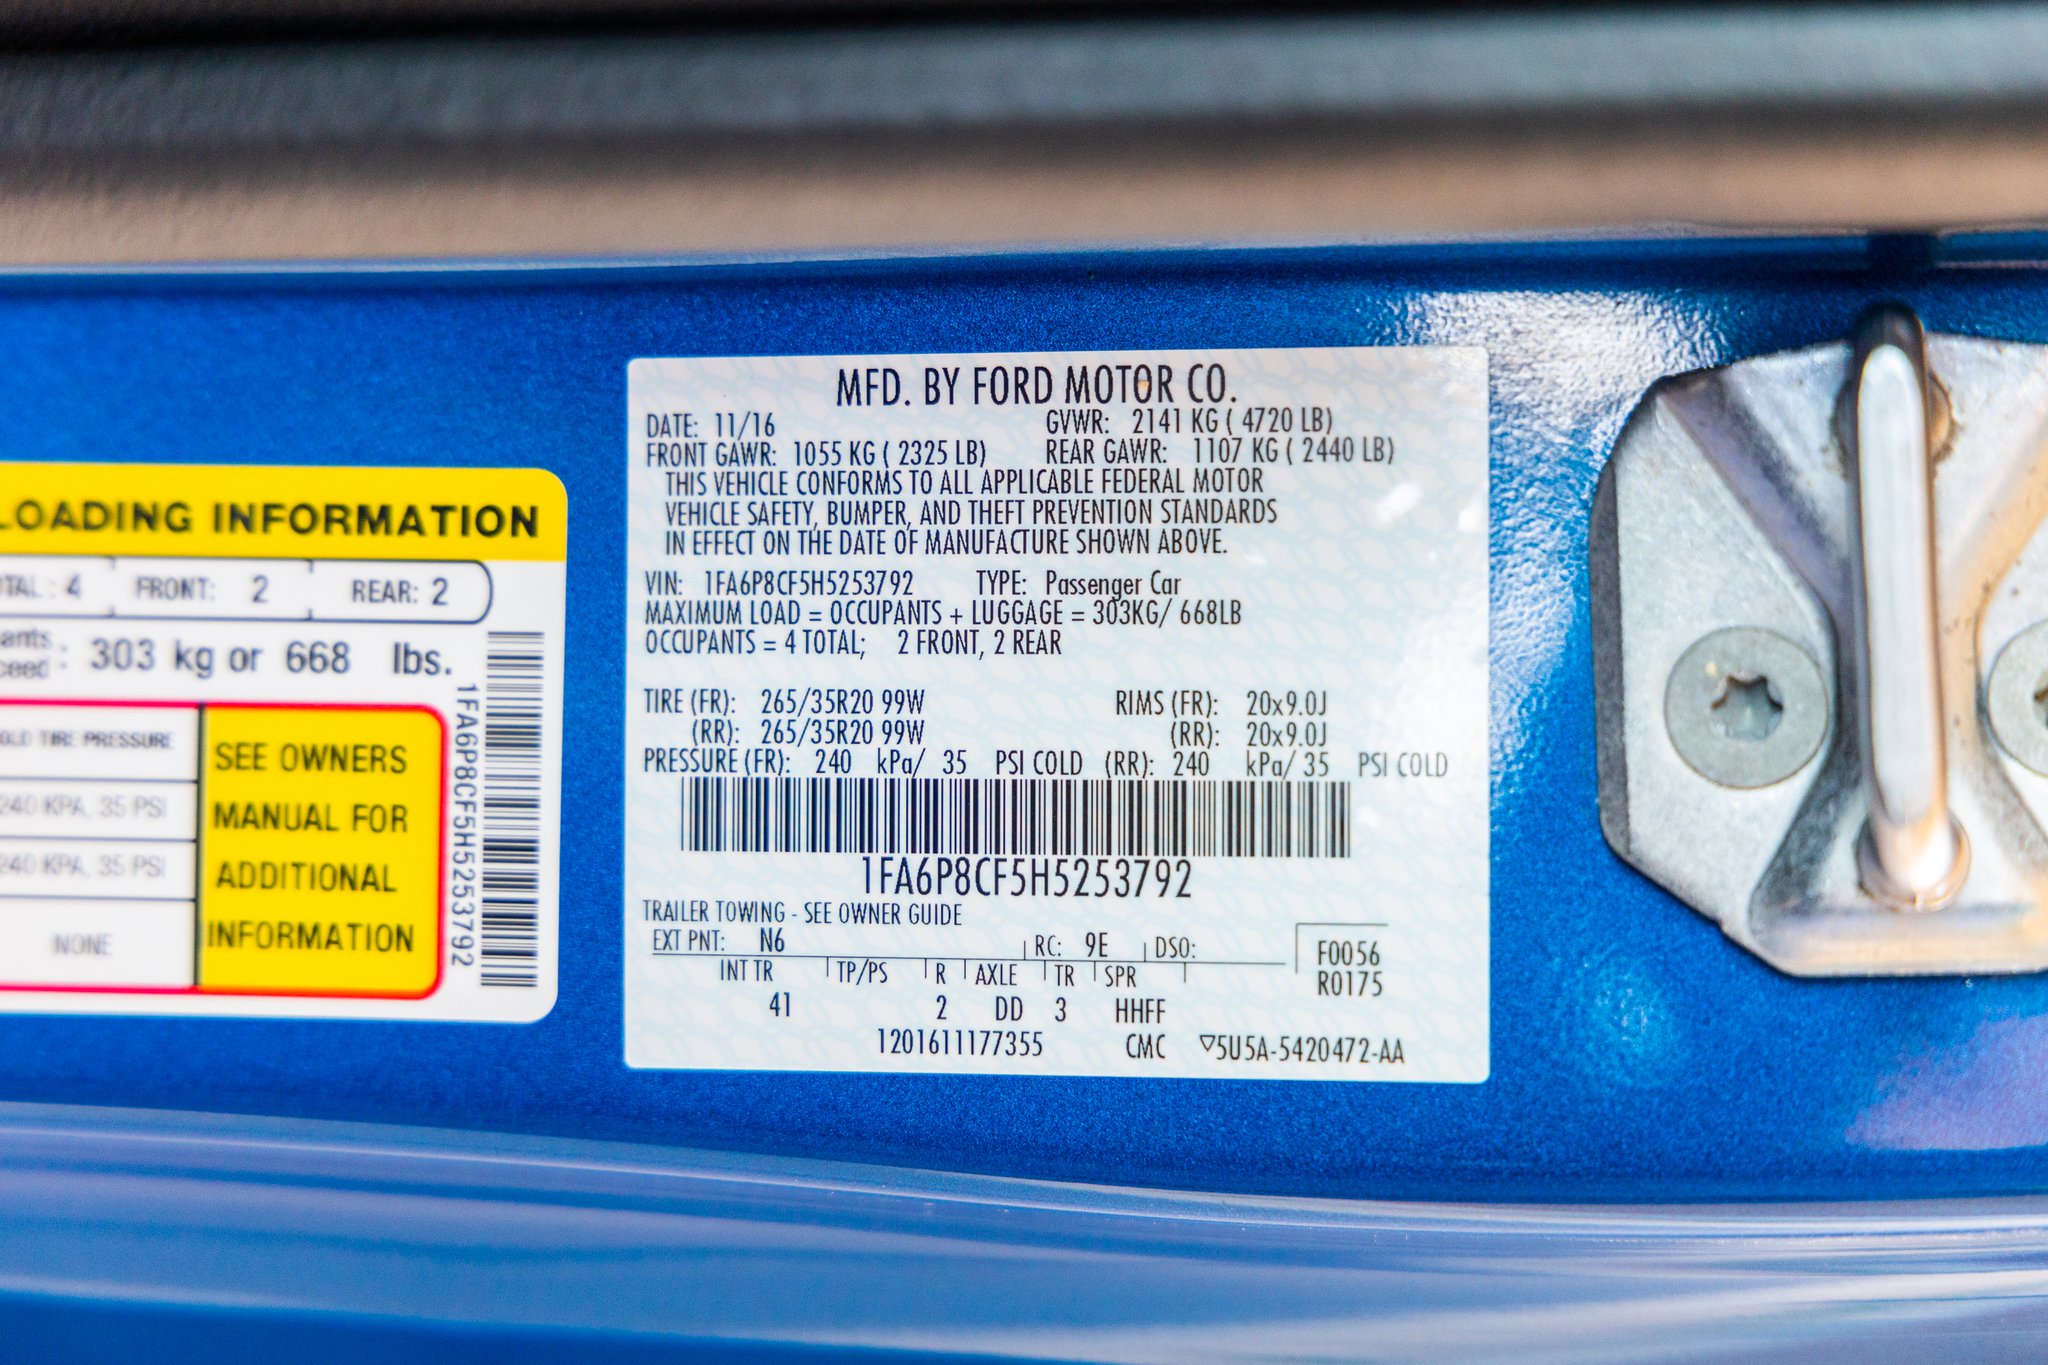 LOADING INFORMATION
TAL : 4 FRONT: 2 REAR: 2
ants
ceed : 303 kg or 668 lbs.
OLD TIRE PRESSURE
240 KPA, 35 PSI
240 KPA, 35 PSI
NONE
SEE OWNERS
MANUAL FOR
ADDITIONAL
INFORMATION
1FA6P8CF5H5253792
MFD. BY FORD MOTOR CO.
DATE: 11/16 GVWR: 2141 KG ( 4720 LB)
FRONT GAWR: 1055 KG ( 2325 LB) REAR GAWR: 1107 KG ( 2440 LB)
THIS VEHICLE CONFORMS TO ALL APPLICABLE FEDERAL MOTOR
VEHICLE SAFETY, BUMPER, AND THEFT PREVENTION STANDARDS
IN EFFECT ON THE DATE OF MANUFACTURE SHOWN ABOVE.
VIN: 1FA6P8CF5H5253792 TYPE: Passenger Car
MAXIMUM LOAD = OCCUPANTS + LUGGAGE = 303KG/ 668LB
OCCUPANTS = 4 TOTAL; 2 FRONT, 2 REAR
TIRE (FR): 265/35R20 99W RIMS (FR): 20x9.0J
(RR): 265/35R20 99W (RR): 20x9.0J
PRESSURE (FR): 240 kPa/ 35 PSI COLD (RR): 240 kPa/ 35 PSI COLD
1FA6P8CF5H5253792
TRAILER TOWING - SEE OWNER GUIDE
EXT PNT: N6 RC: 9E DSO: F0056
INT TR TP/PS R AXLE TR SPR R0175
41 2 DD 3 HHFF
1201611177355 CMC ▽5U5A-5420472-AA